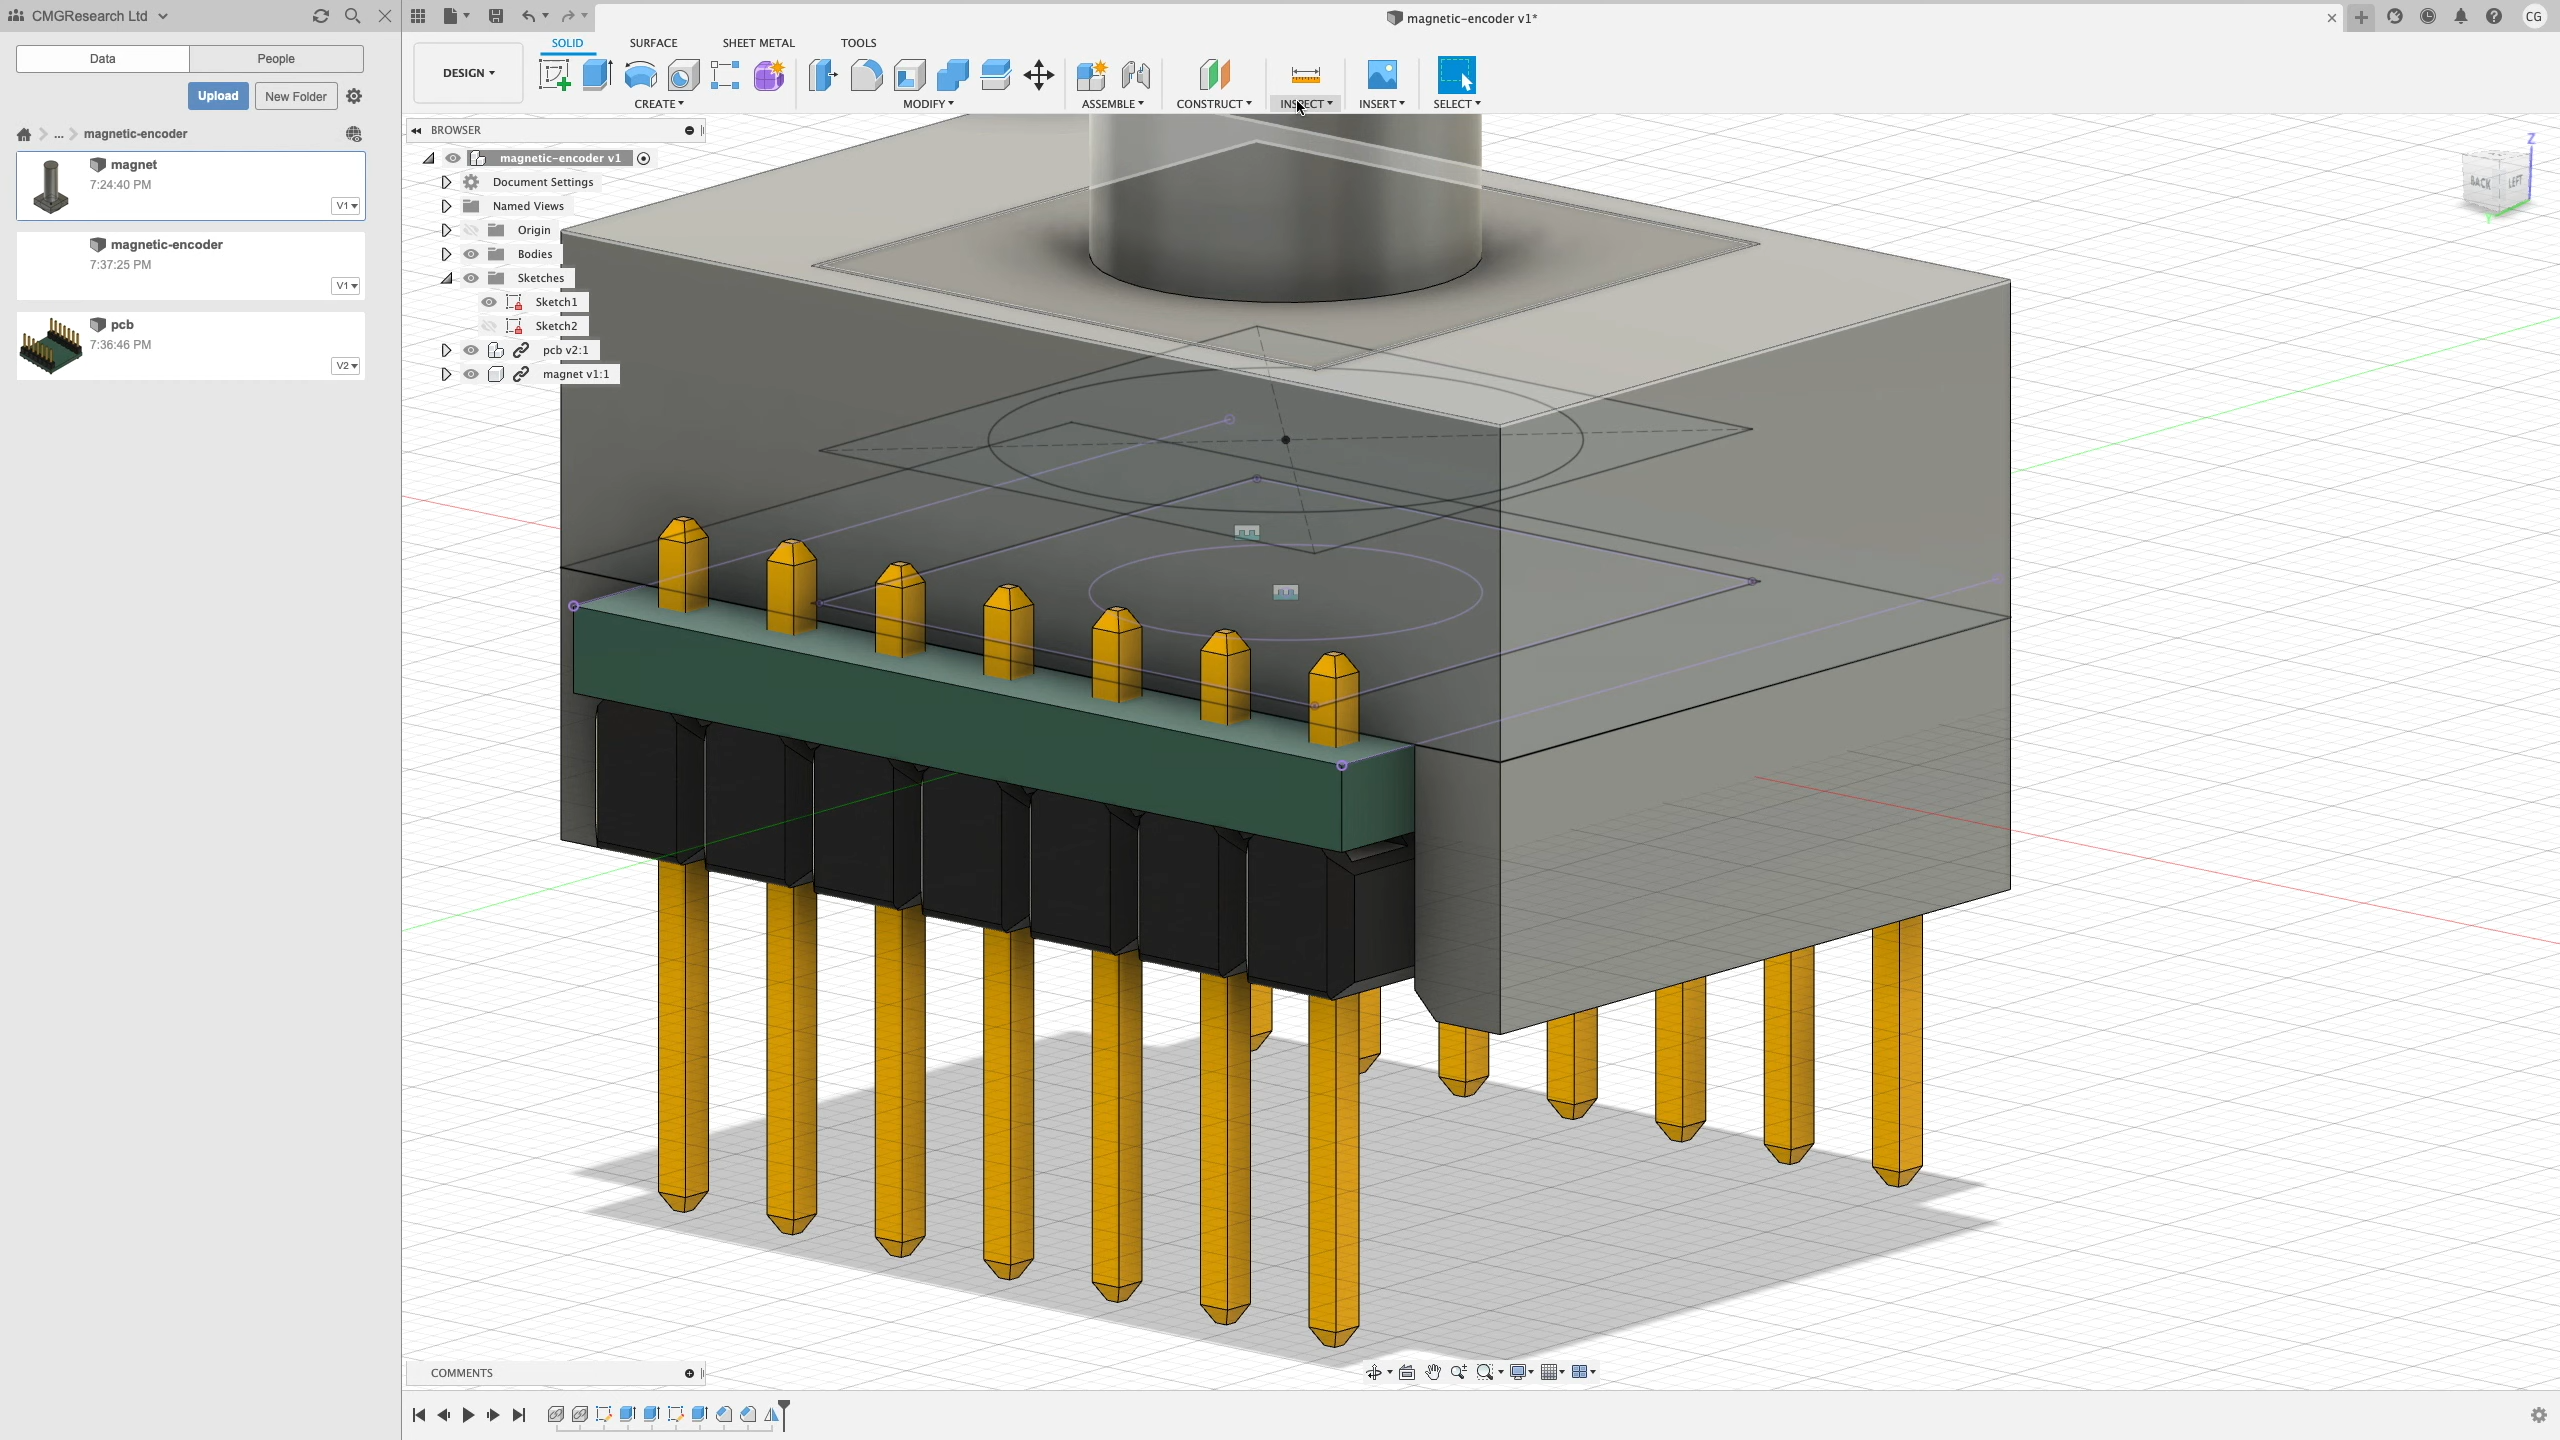 CMGResearch Ltd
magnetic-encoder v1*
CG
Data
People
Upload
New Folder
... magnetic-encoder
magnet
7:24:40 PM
V1
magnetic-encoder
7:37:25 PM
V1
pcb
7:36:46 PM
V2
DESIGN
SOLID
SURFACE
SHEET METAL
TOOLS
CREATE
MODIFY
ASSEMBLE
CONSTRUCT
INSPECT
INSERT
SELECT
BROWSER
magnetic-encoder v1
Document Settings
Named Views
Origin
Bodies
Sketches
Sketch1
Sketch2
pcb v2:1
magnet v1:1
Z
BACK
LEFT
Y
COMMENTS